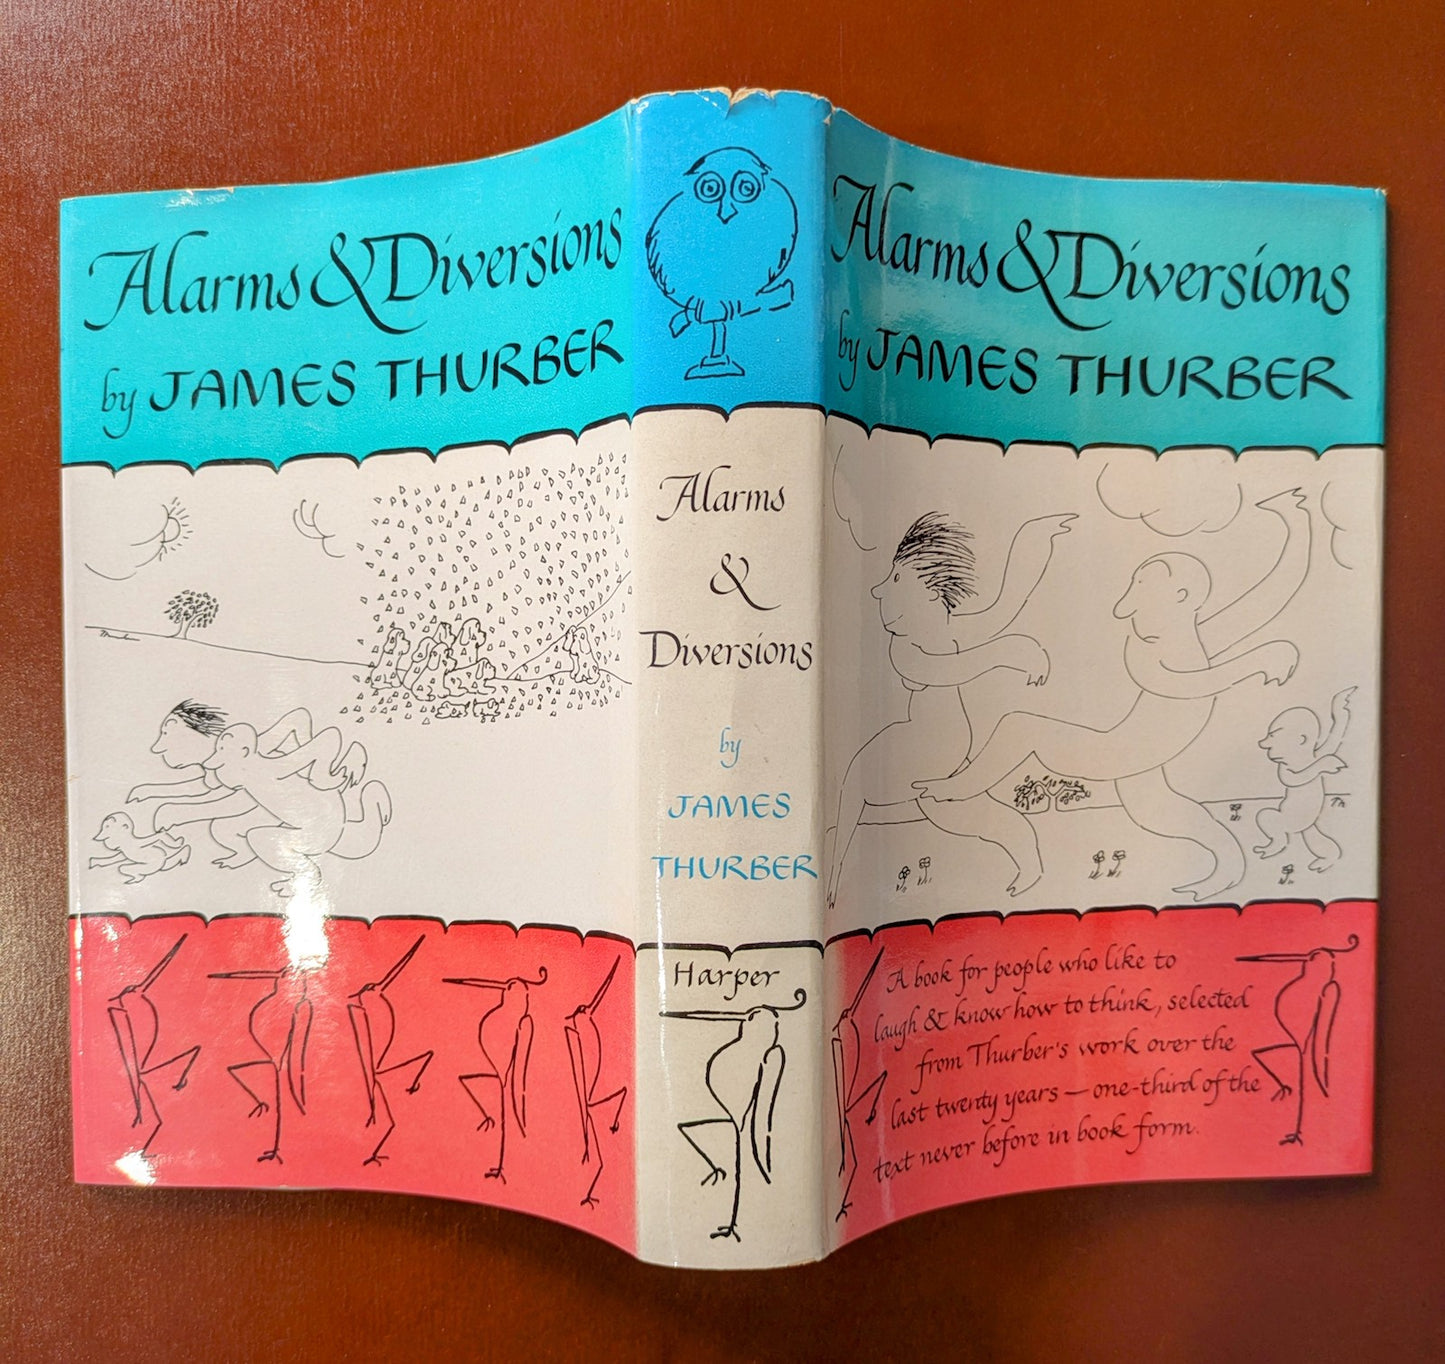 Alarms & Diversions
by JAMES THURBER
Thurber
Alarms
&
Diversions
by
JAMES
THURBER
Harper
Alarms & Diversions
by JAMES THURBER
Th
A book for people who like to
laugh & know how to think, selected
from Thurber's work over the
last twenty years — one-third of the
text never before in book form.